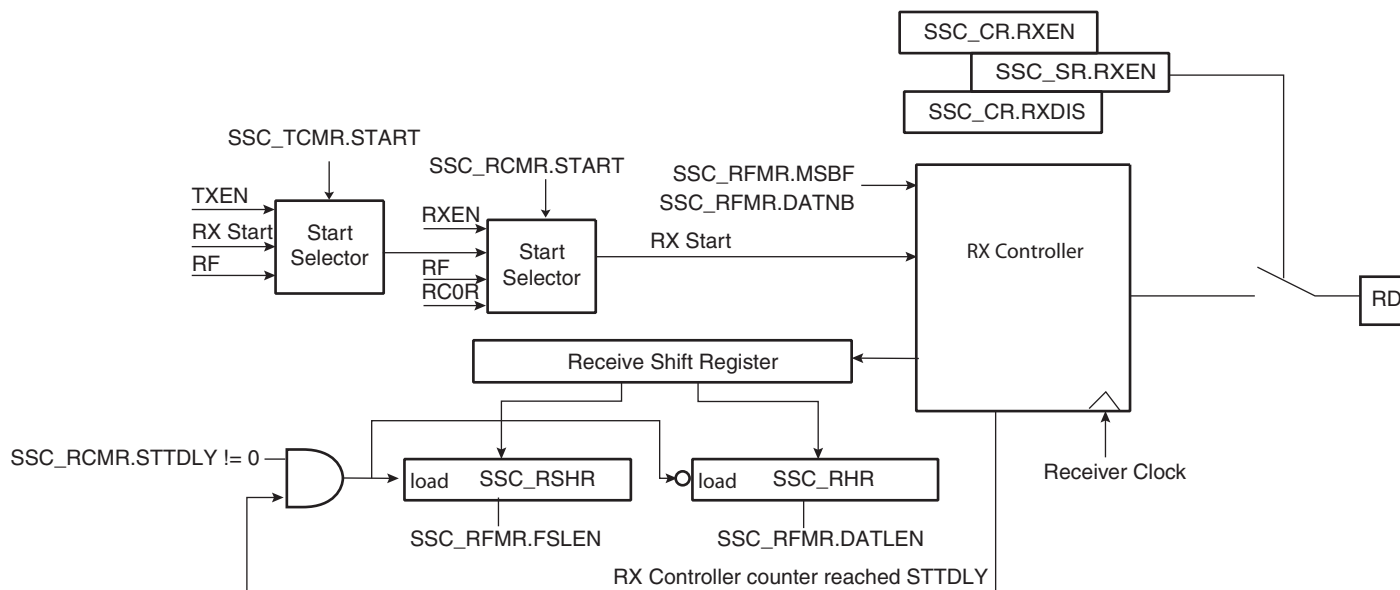 SSC_CR.RXEN
SSC_SR.RXEN
SSC_CR.RXDIS
SSC_TCMR.START
SSC_RCMR.START
TXEN
RX Start
RF
Start
Selector
RXEN
RF
RC0R
Start
Selector
RX Start
SSC_RFMR.MSBF
SSC_RFMR.DATNB
RX Controller
RD
Receive Shift Register
SSC_RCMR.STTDLY != 0
load SSC_RSHR
load SSC_RHR
Receiver Clock
SSC_RFMR.FSLEN
SSC_RFMR.DATLEN
RX Controller counter reached STTDLY